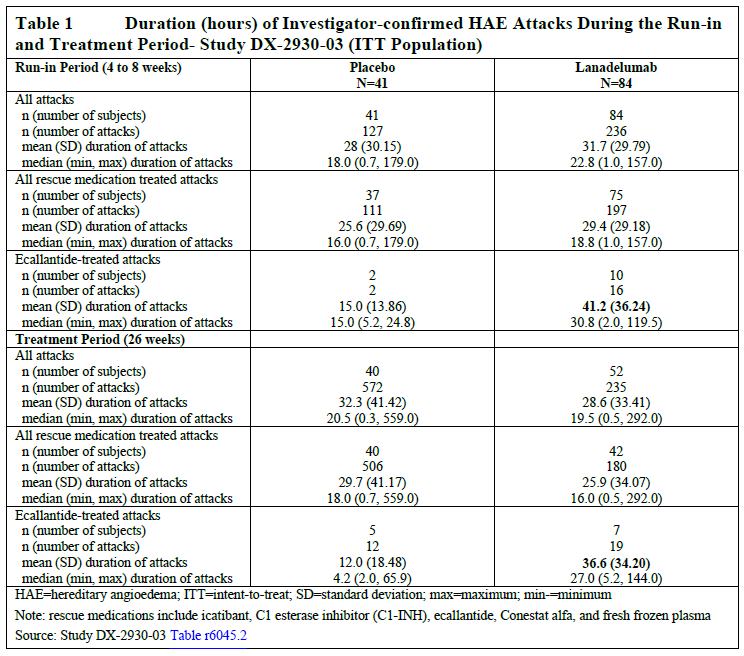 Table 1 Duration (hours) of Investigator-confirmed HAE Attacks During the Run-in
and Treatment Period- Study DX-2930-03 (ITT Population)
Run-in Period (4 to 8 weeks) Placebo Lanadelumab
N=41 N=84
All attacks
n (number of subjects) 41 84
n (number of attacks) 127 236
mean (SD) duration of attacks 28 (30.15) 31.7 (29.79)
median (min, max) duration of attacks 18.0 (0.7, 179.0) 22.8 (1.0, 157.0)
All rescue medication treated attacks
n (number of subjects) 37 75
n (number of attacks) 111 197
mean (SD) duration of attacks 25.6 (29.69) 29.4 (29.18)
median (min, max) duration of attacks 16.0 (0.7, 179.0) 18.8 (1.0, 157.0)
Ecallantide-treated attacks
n (number of subjects) 2 10
n (number of attacks) 2 16
mean (SD) duration of attacks 15.0 (13.86) 41.2 (36.24)
median (min, max) duration of attacks 15.0 (5.2, 24.8) 30.8 (2.0, 119.5)
Treatment Period (26 weeks)
All attacks
n (number of subjects) 40 52
n (number of attacks) 572 235
mean (SD) duration of attacks 32.3 (41.42) 28.6 (33.41)
median (min, max) duration of attacks 20.5 (0.3, 559.0) 19.5 (0.5, 292.0)
All rescue medication treated attacks
n (number of subjects) 40 42
n (number of attacks) 506 180
mean (SD) duration of attacks 29.7 (41.17) 25.9 (34.07)
median (min, max) duration of attacks 18.0 (0.7, 559.0) 16.0 (0.5, 292.0)
Ecallantide-treated attacks
n (number of subjects) 5 7
n (number of attacks) 12 19
mean (SD) duration of attacks 12.0 (18.48) 36.6 (34.20)
median (min, max) duration of attacks 4.2 (2.0, 65.9) 27.0 (5.2, 144.0)
HAE=hereditary angioedema; ITT=intent-to-treat; SD=standard deviation; max=maximum; min-=minimum
Note: rescue medications include icatibant, C1 esterase inhibitor (C1-INH), ecallantide, Conestat alfa, and fresh frozen plasma
Source: Study DX-2930-03 Table r6045.2